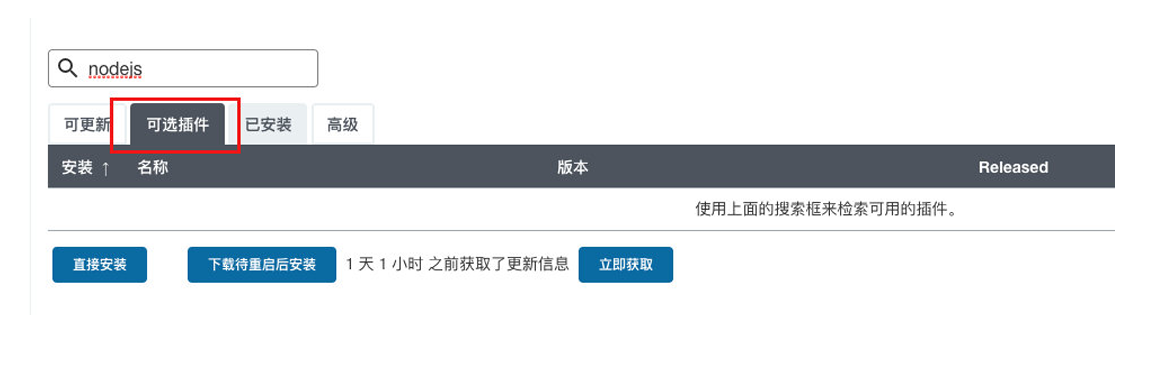 nodejs
可更新 可选插件 已安装 高级
安装 ↑ 名称 版本 Released
使用上面的搜索框来检索可用的插件。
直接安装 下载待重启后安装 1 天 1 小时 之前获取了更新信息 立即获取